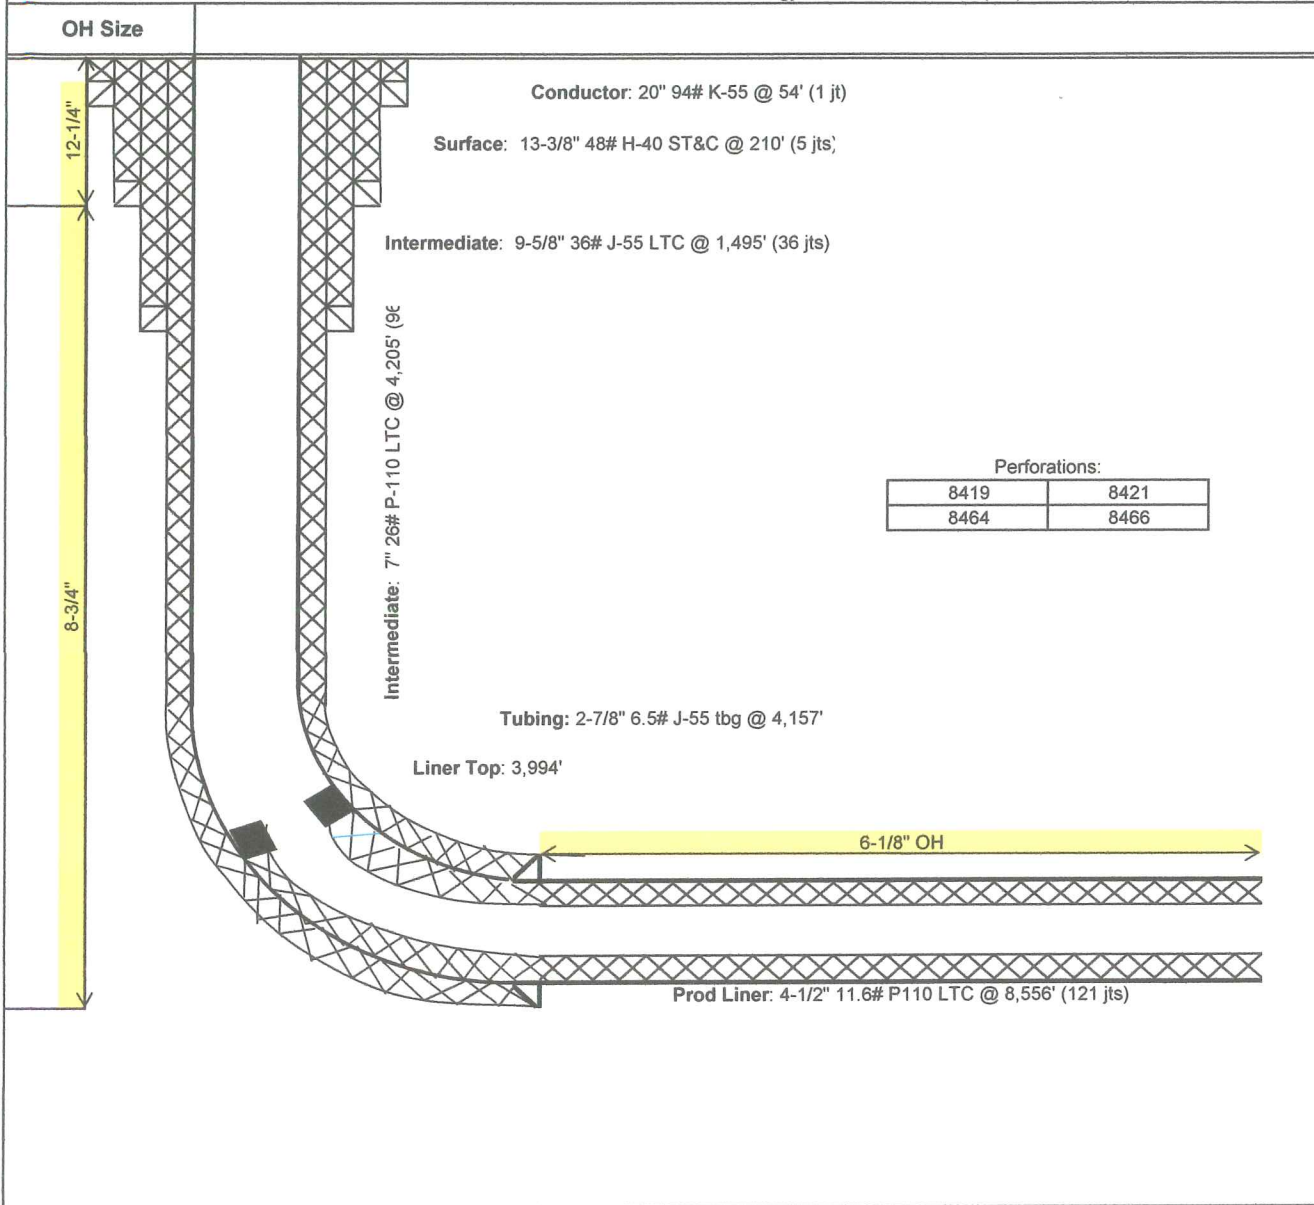 OH Size
Conductor: 20" 94# K-55 @ 54' (1 jt)
12-1/4"
Surface: 13-3/8" 48# H-40 ST&C @ 210' (5 jts)
Intermediate: 9-5/8" 36# J-55 LTC @ 1,495' (36 jts)
Intermediate: 7" 26# P-110 LTC @ 4,205'
Perforations:
8419 8421
8464 8466
8-3/4"
Tubing: 2-7/8" 6.5# J-55 tbg @ 4,157'
Liner Top: 3,994'
6-1/8" OH
Prod Liner: 4-1/2" 11.6# P110 LTC @ 8,556' (121 jts)